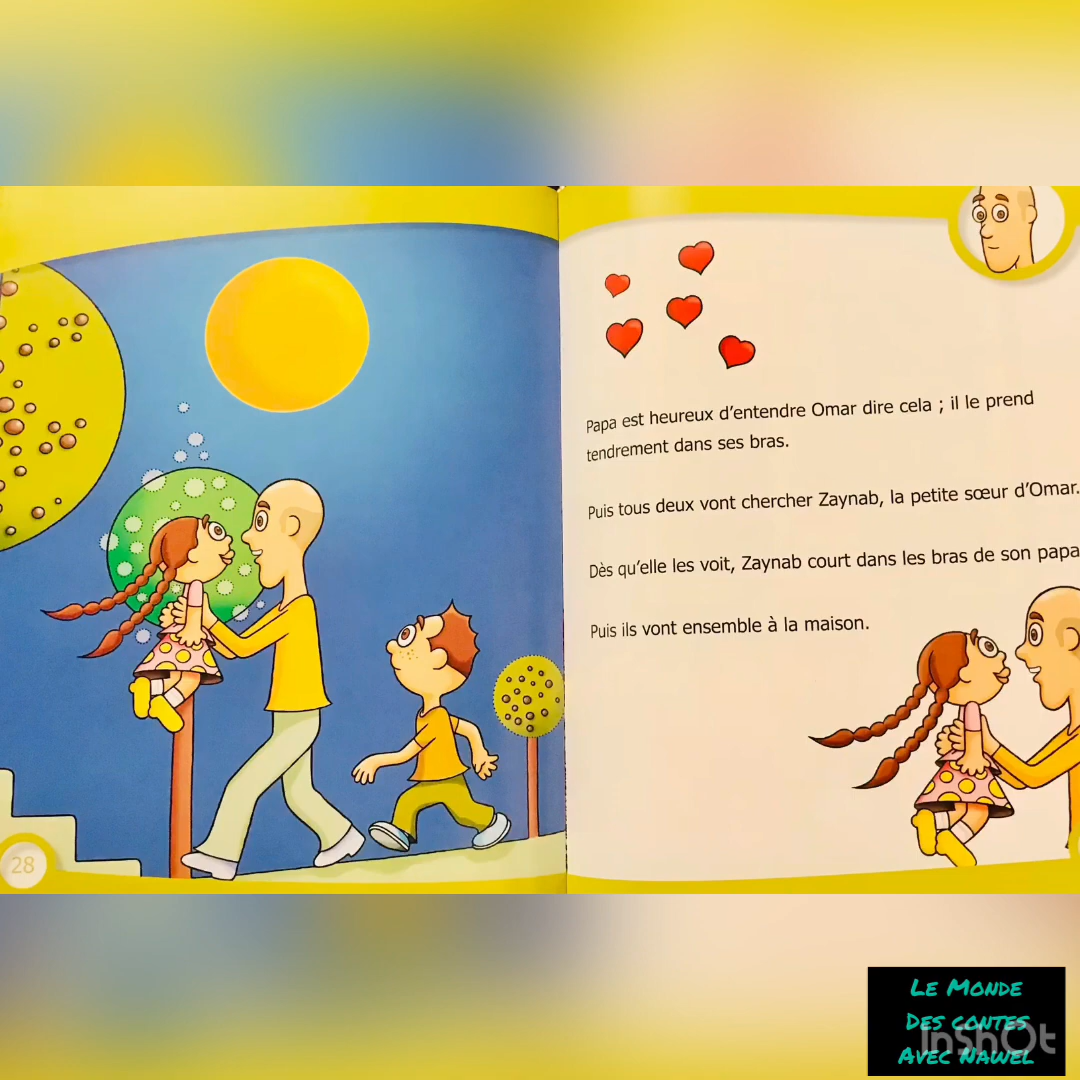 Papa est heureux d'entendre Omar dire cela ; il le prend
tendrement dans ses bras.
Puis tous deux vont chercher Zaynab, la petite sœur d'Omar.
Dès qu'elle les voit, Zaynab court dans les bras de son papa
Puis ils vont ensemble à la maison.
28
Le Monde
Des contes
Avec Nawel
InShOt